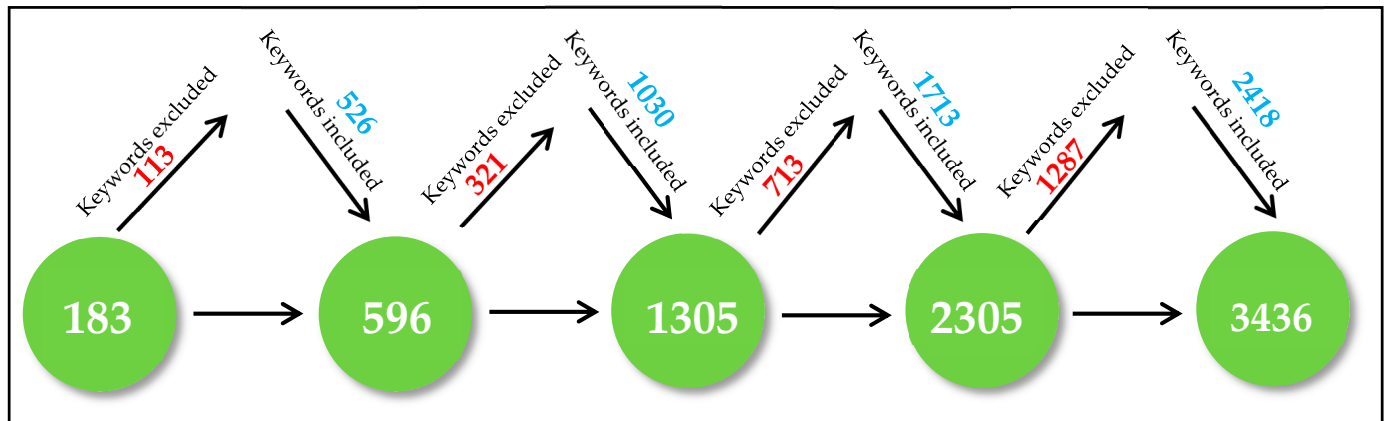 Keywords excluded
113
526
Keywords included
Keywords excluded
321
1030
Keywords included
Keywords excluded
713
1713
Keywords included
Keywords excluded
1287
2418
Keywords included
183
596
1305
2305
3436